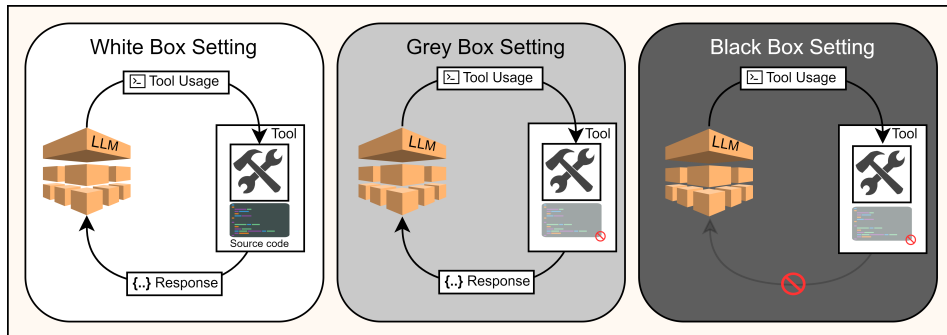 White Box Setting
Tool Usage
LLM
Tool
Source code
{..} Response
Grey Box Setting
Tool Usage
LLM
Tool
{..} Response
Black Box Setting
Tool Usage
LLM
Tool